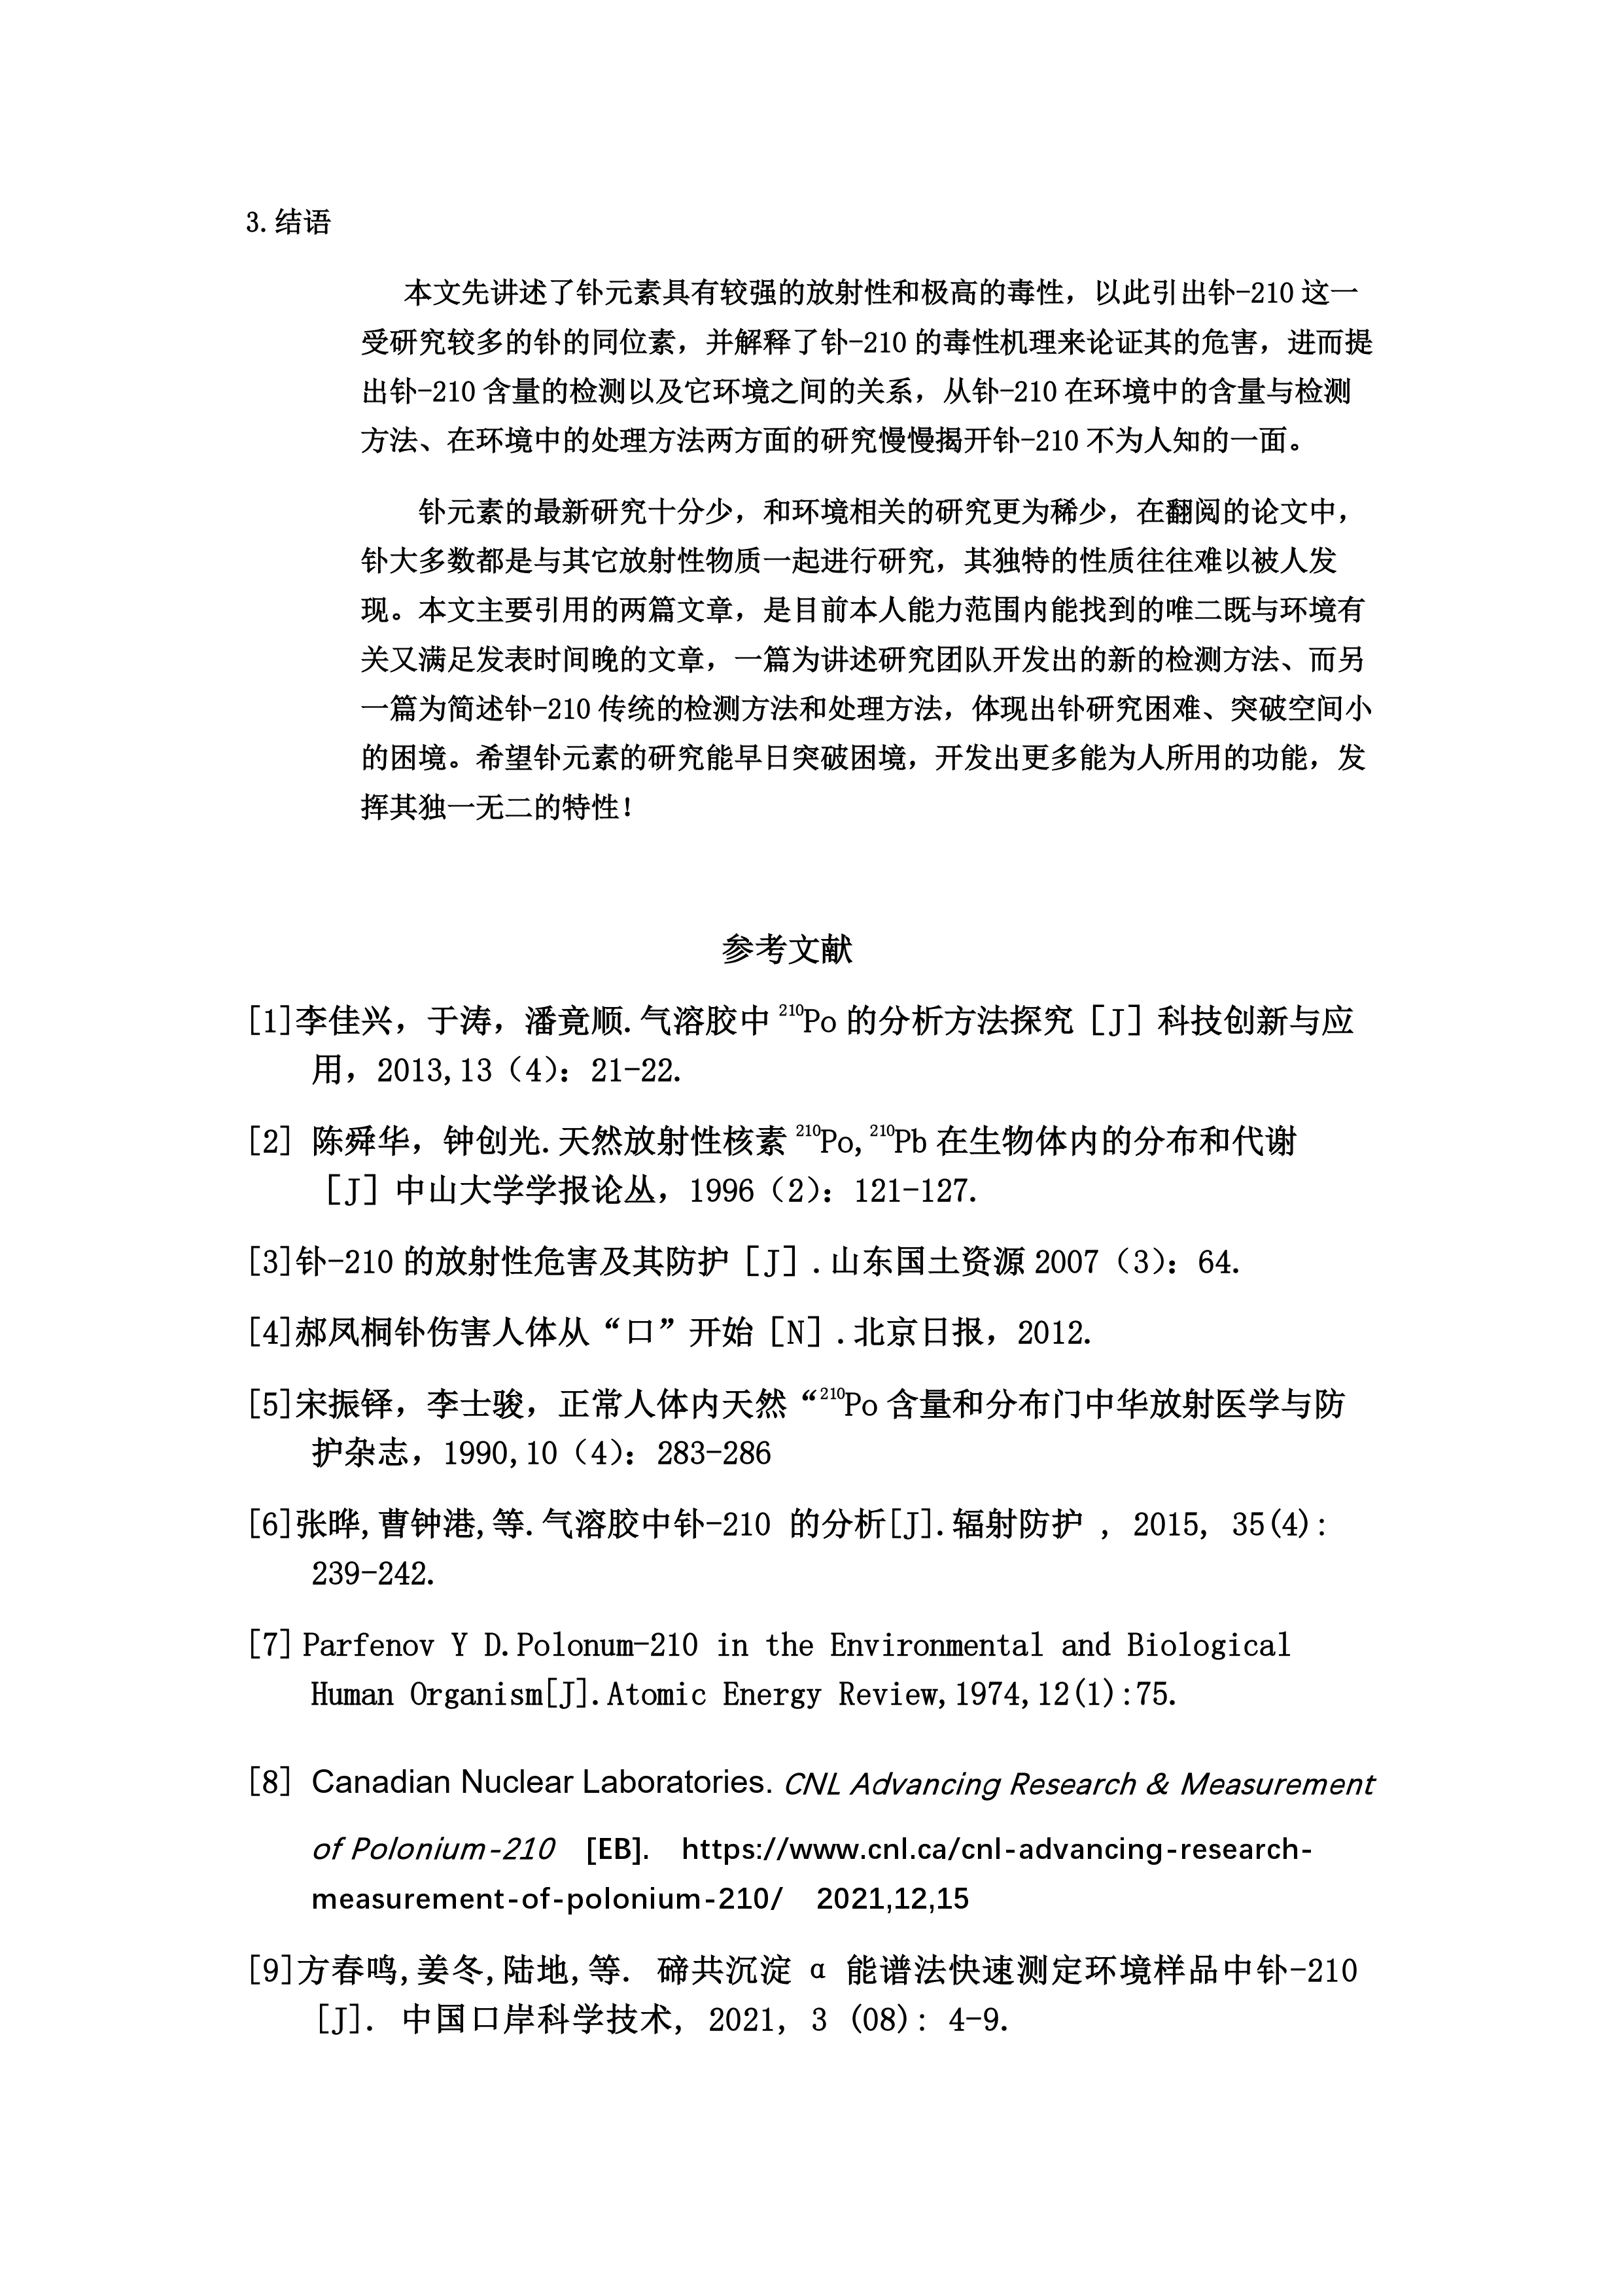 3.结语
本文先讲述了钋元素具有较强的放射性和极高的毒性，以此引出钋-210 这一
受研究较多的钋的同位素，并解释了钋-210 的毒性机理来论证其的危害，进而提
出钋-210 含量的检测以及它环境之间的关系，从钋-210 在环境中的含量与检测
方法、在环境中的处理方法两方面的研究慢慢揭开钋-210 不为人知的一面。
钋元素的最新研究十分少，和环境相关的研究更为稀少，在翻阅的论文中，
钋大多数都是与其它放射性物质一起进行研究，其独特的性质往往难以被人发
现。本文主要引用的两篇文章，是目前本人能力范围内能找到的唯二既与环境有
关又满足发表时间晚的文章，一篇为讲述研究团队开发出的新的检测方法、而另
一篇为简述钋-210 传统的检测方法和处理方法，体现出钋研究困难、突破空间小
的困境。希望钋元素的研究能早日突破困境，开发出更多能为人所用的功能，发
挥其独一无二的特性！
参考文献
[1]李佳兴，于涛，潘竟顺.气溶胶中 ²¹⁰Po 的分析方法探究［J］科技创新与应
用，2013,13（4）：21-22.
[2] 陈舜华，钟创光.天然放射性核素 ²¹⁰Po,²¹⁰Pb 在生物体内的分布和代谢
［J］中山大学学报论丛，1996（2）：121-127.
[3]钋-210 的放射性危害及其防护［J］.山东国土资源 2007（3）：64.
[4]郝凤桐钋伤害人体从“口”开始［N］.北京日报，2012.
[5]宋振铎，李士骏，正常人体内天然“²¹⁰Po 含量和分布门中华放射医学与防
护杂志，1990,10（4）：283-286
[6]张晔,曹钟港,等.气溶胶中钋-210 的分析[J].辐射防护 , 2015, 35(4):
239-242.
[7] Parfenov Y D.Polonum-210 in the Environmental and Biological
Human Organism[J].Atomic Energy Review,1974,12(1):75.
[8] Canadian Nuclear Laboratories. CNL Advancing Research & Measurement
of Polonium-210 [EB]. https://www.cnl.ca/cnl-advancing-research-
measurement-of-polonium-210/ 2021,12,15
[9]方春鸣,姜冬,陆地,等. 碲共沉淀 α 能谱法快速测定环境样品中钋-210
[J]. 中国口岸科学技术, 2021, 3 (08): 4-9.